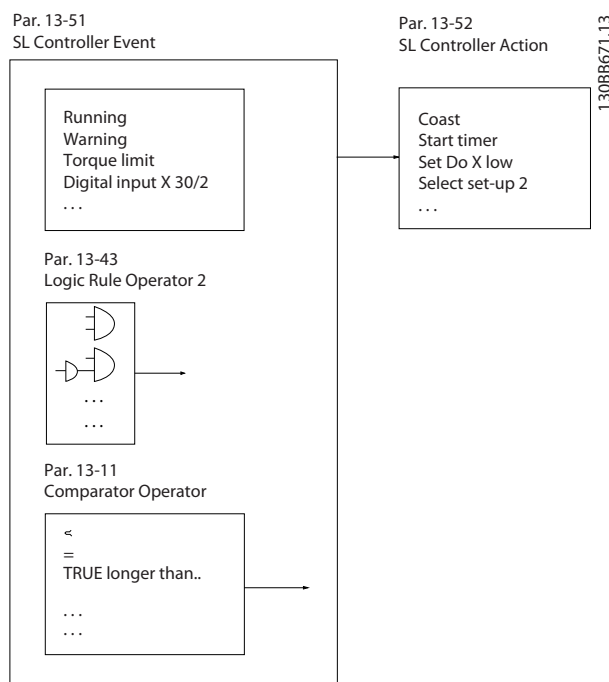 Par. 13-51
SL Controller Event
Par. 13-52
SL Controller Action
130BB671.13
Running
Warning
Torque limit
Digital input X 30/2
. . .
Coast
Start timer
Set Do X low
Select set-up 2
. . .
Par. 13-43
Logic Rule Operator 2
. . .
. . .
Par. 13-11
Comparator Operator
=
TRUE longer than..
. . .
. . .